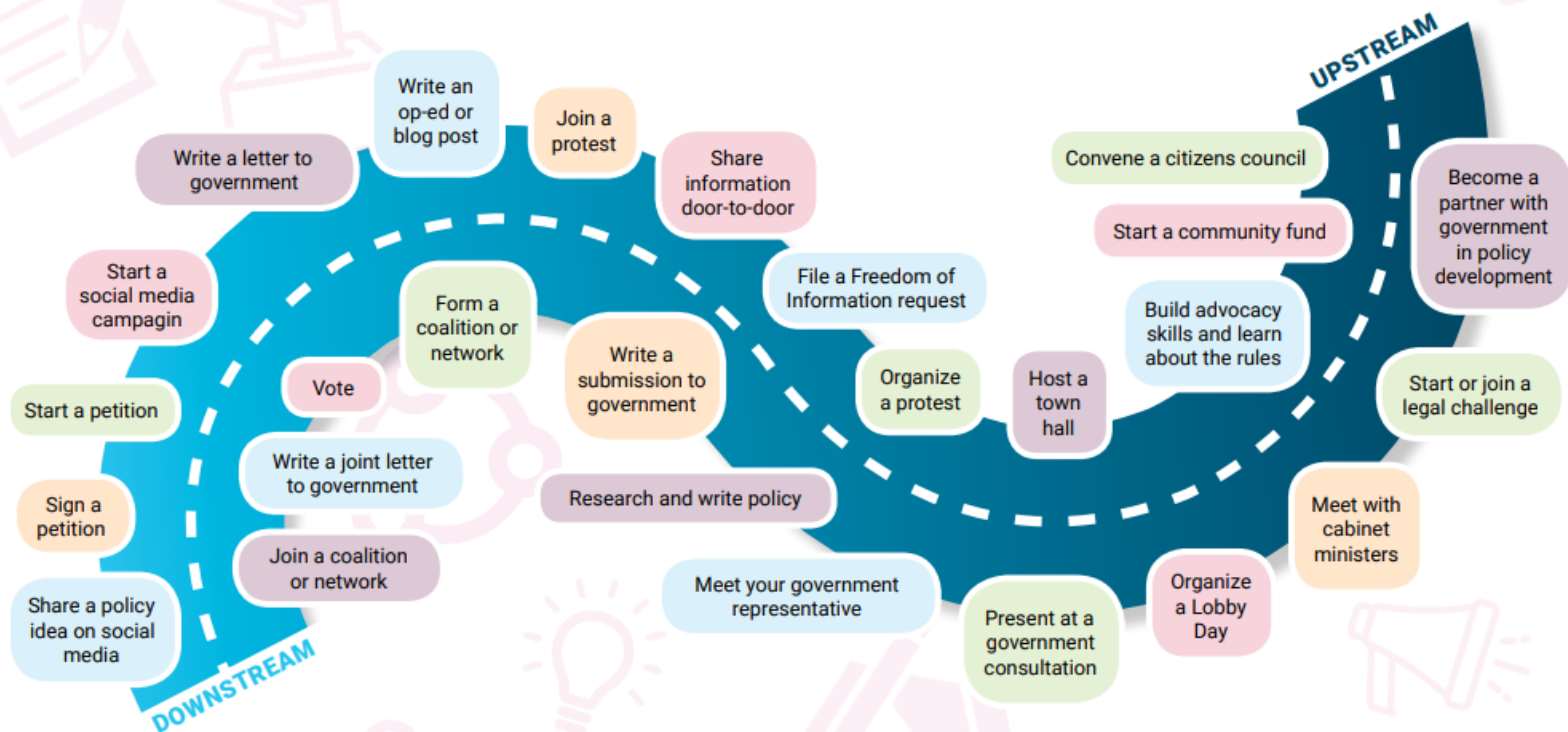 UPSTREAM
Write an
op-ed or
blog post
Join a
protest
Write a letter to
government
Share
information
door-to-door
Convene a citizens council
Become a
partner with
government
in policy
development
Start a community fund
Start a
social media
campagin
Form a
coalition or
network
File a Freedom of
Information request
Build advocacy
skills and learn
about the rules
Write a
submission to
government
Vote
Start a petition
Organize
a protest
Host a
town
hall
Start or join a
legal challenge
Write a joint letter
to government
Sign a
petition
Research and write policy
Meet with
cabinet
ministers
Join a coalition
or network
Share a policy
idea on social
media
Meet your government
representative
Present at a
government
consultation
Organize
a Lobby
Day
DOWNSTREAM